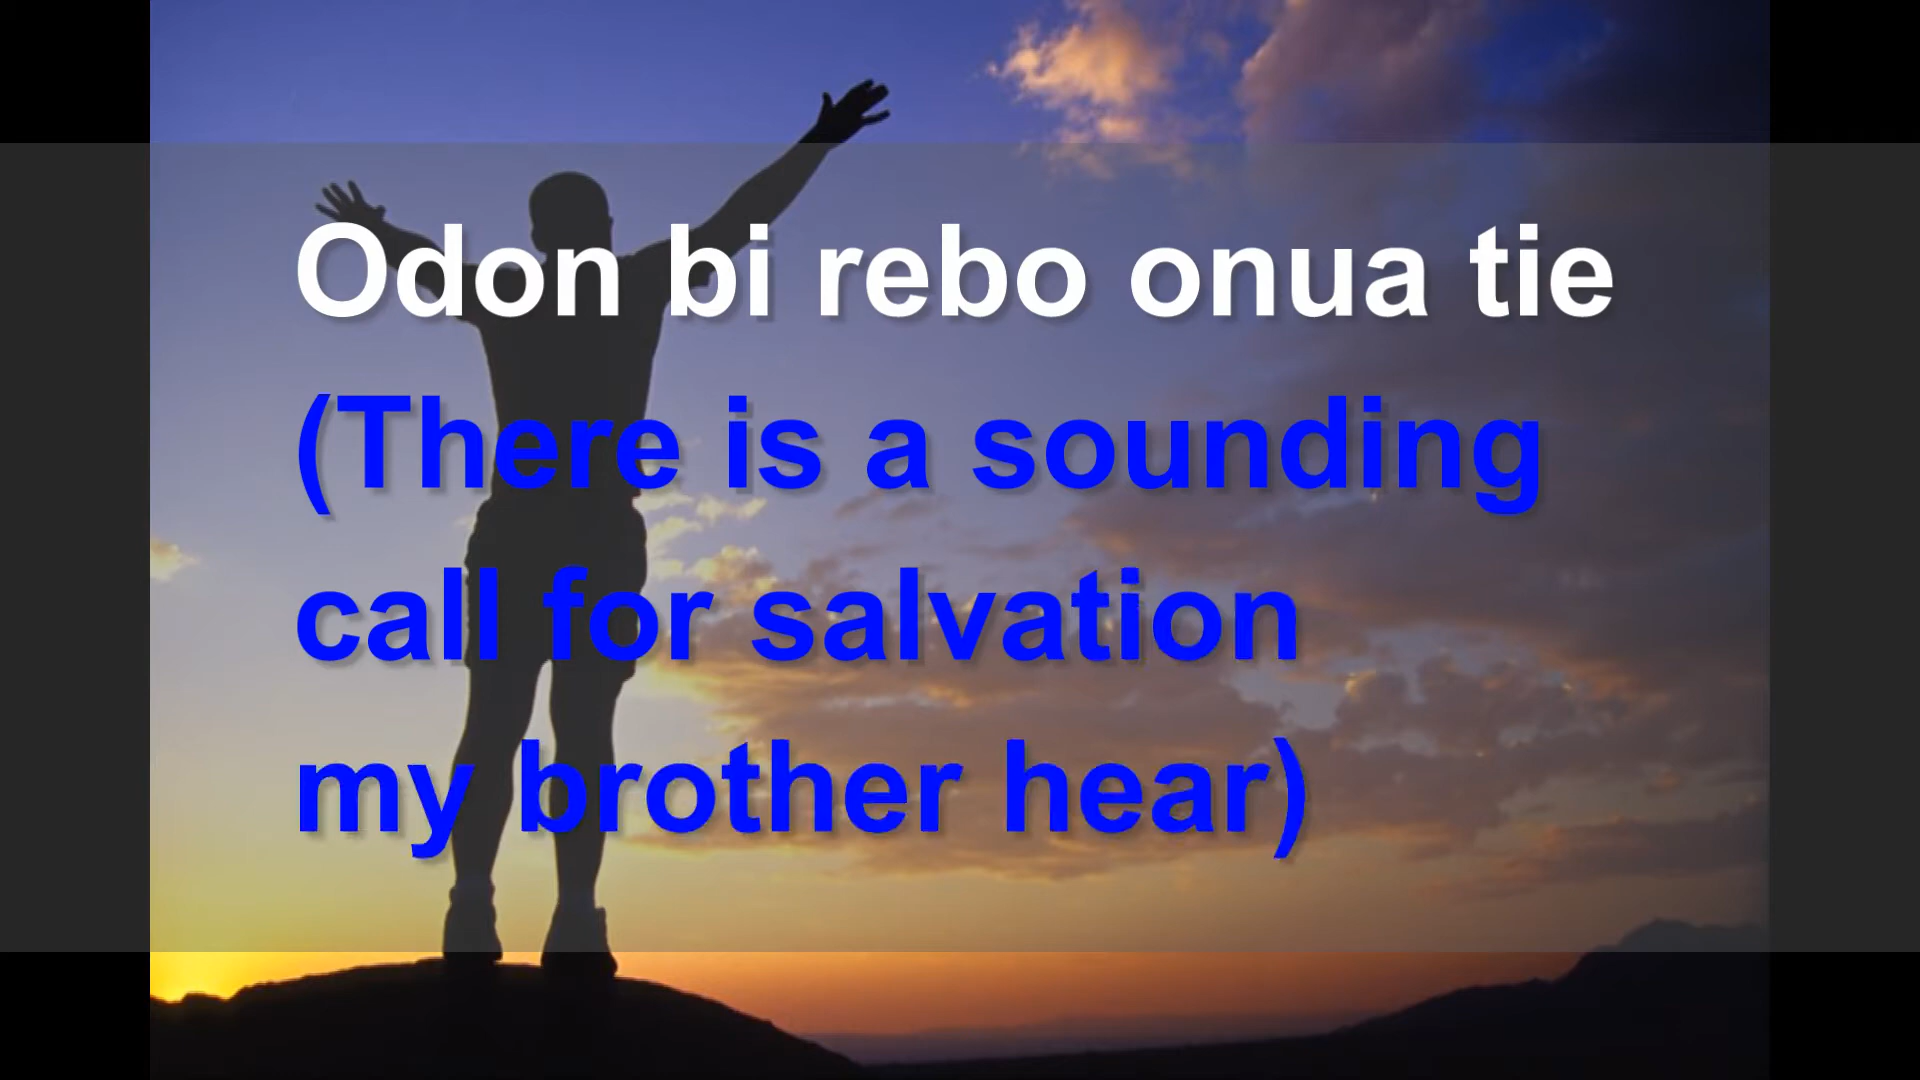 Odon bi rebo onua tie
(There is a sounding
call for salvation
my brother hear)